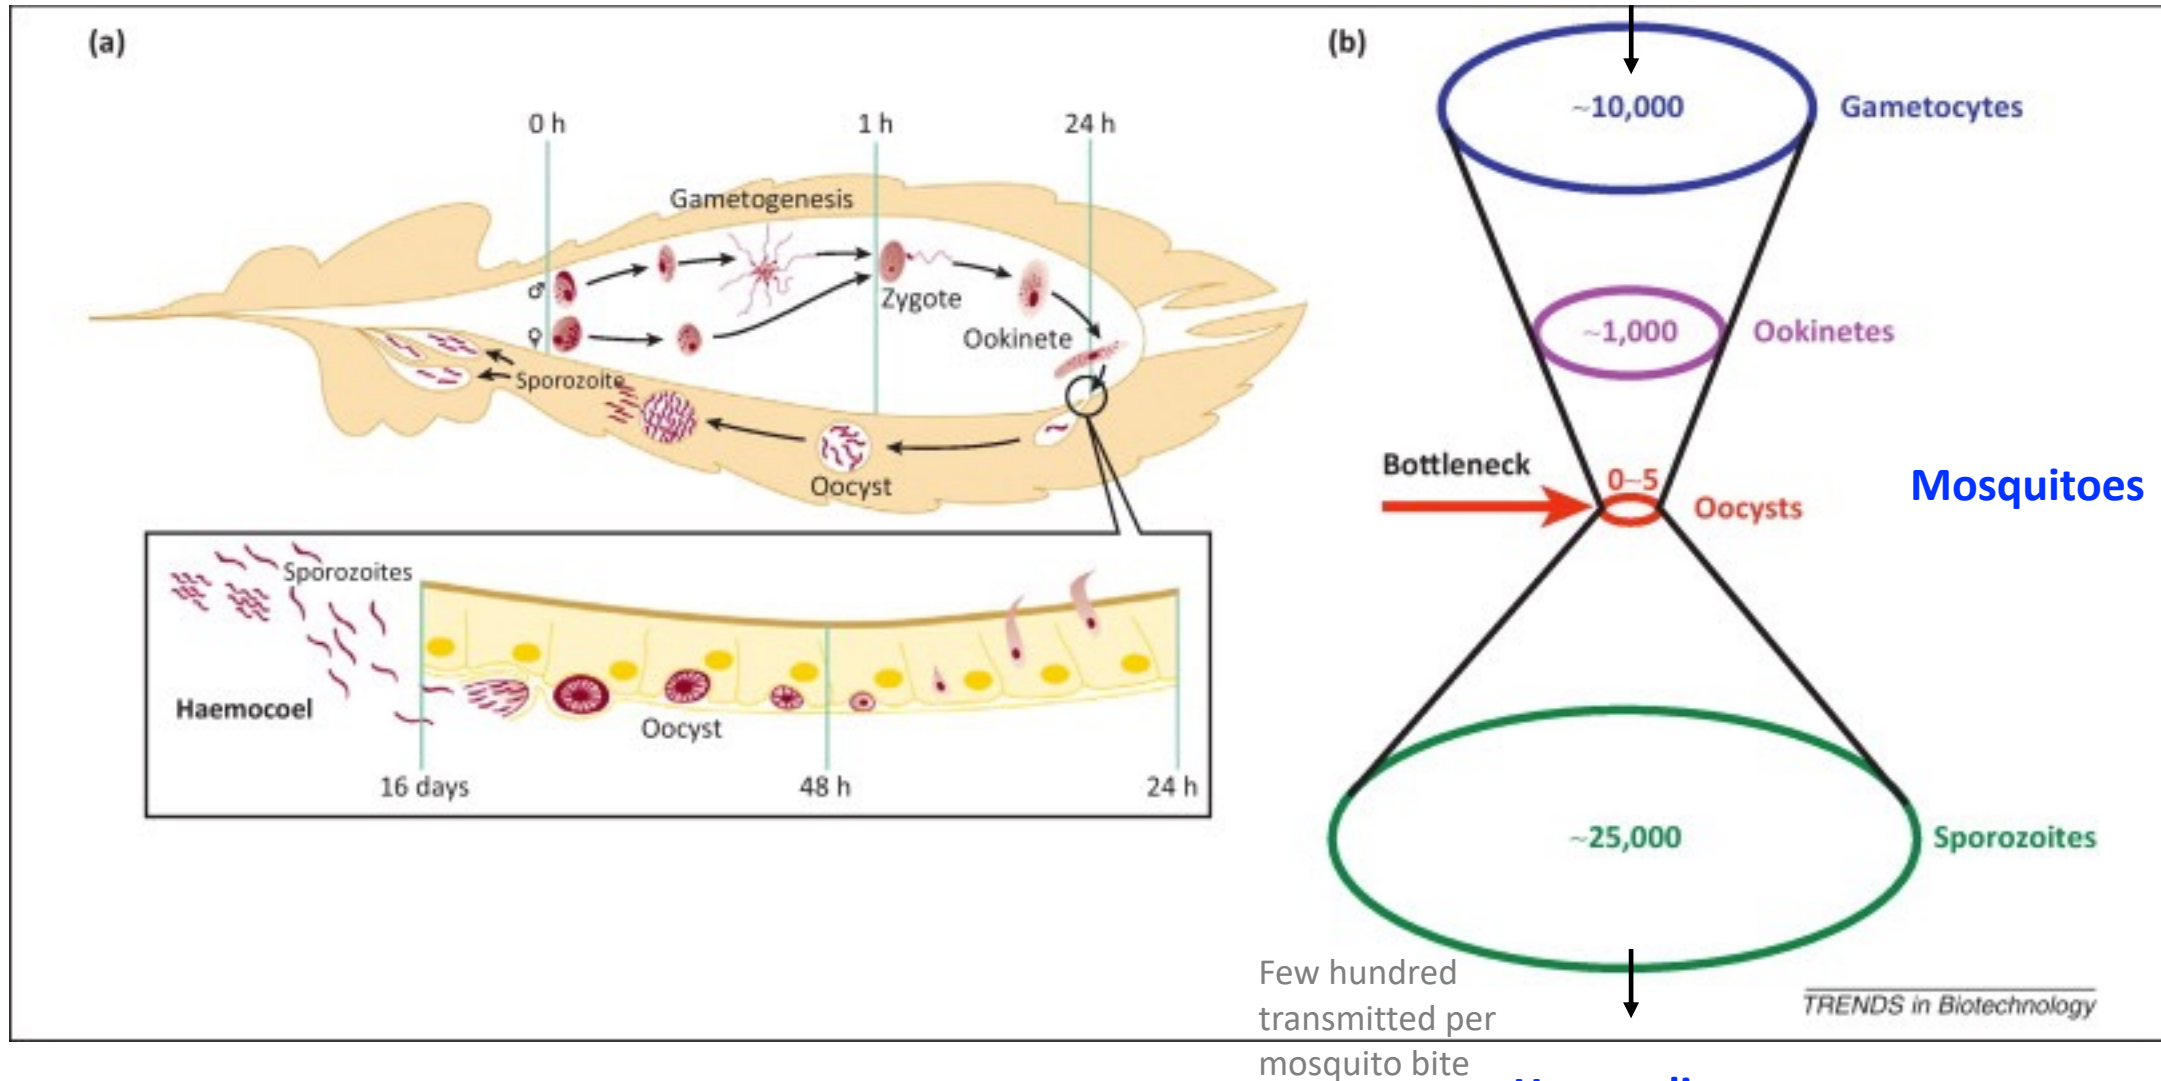 (a)
0 h
1 h
24 h
Gametogenesis
♂
♀
Zygote
Ookinete
Sporozoite
Oocyst
Sporozoites
Haemocoel
Oocyst
16 days
48 h
24 h
(b)
~10,000
Gametocytes
~1,000
Ookinetes
Bottleneck
0~5
Oocysts
Mosquitoes
~25,000
Sporozoites
Few hundred
transmitted per
mosquito bite
TRENDS in Biotechnology